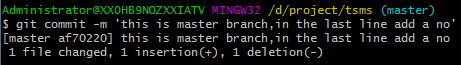 Administrator@XXOHB9NOZXXIATV MINGW32 /d/project/tsms (master)
$ git commit -m 'this is master branch,in the last line add a no'
[master af70220] this is master branch,in the last line add a no
1 file changed, 1 insertion(+), 1 deletion(-)